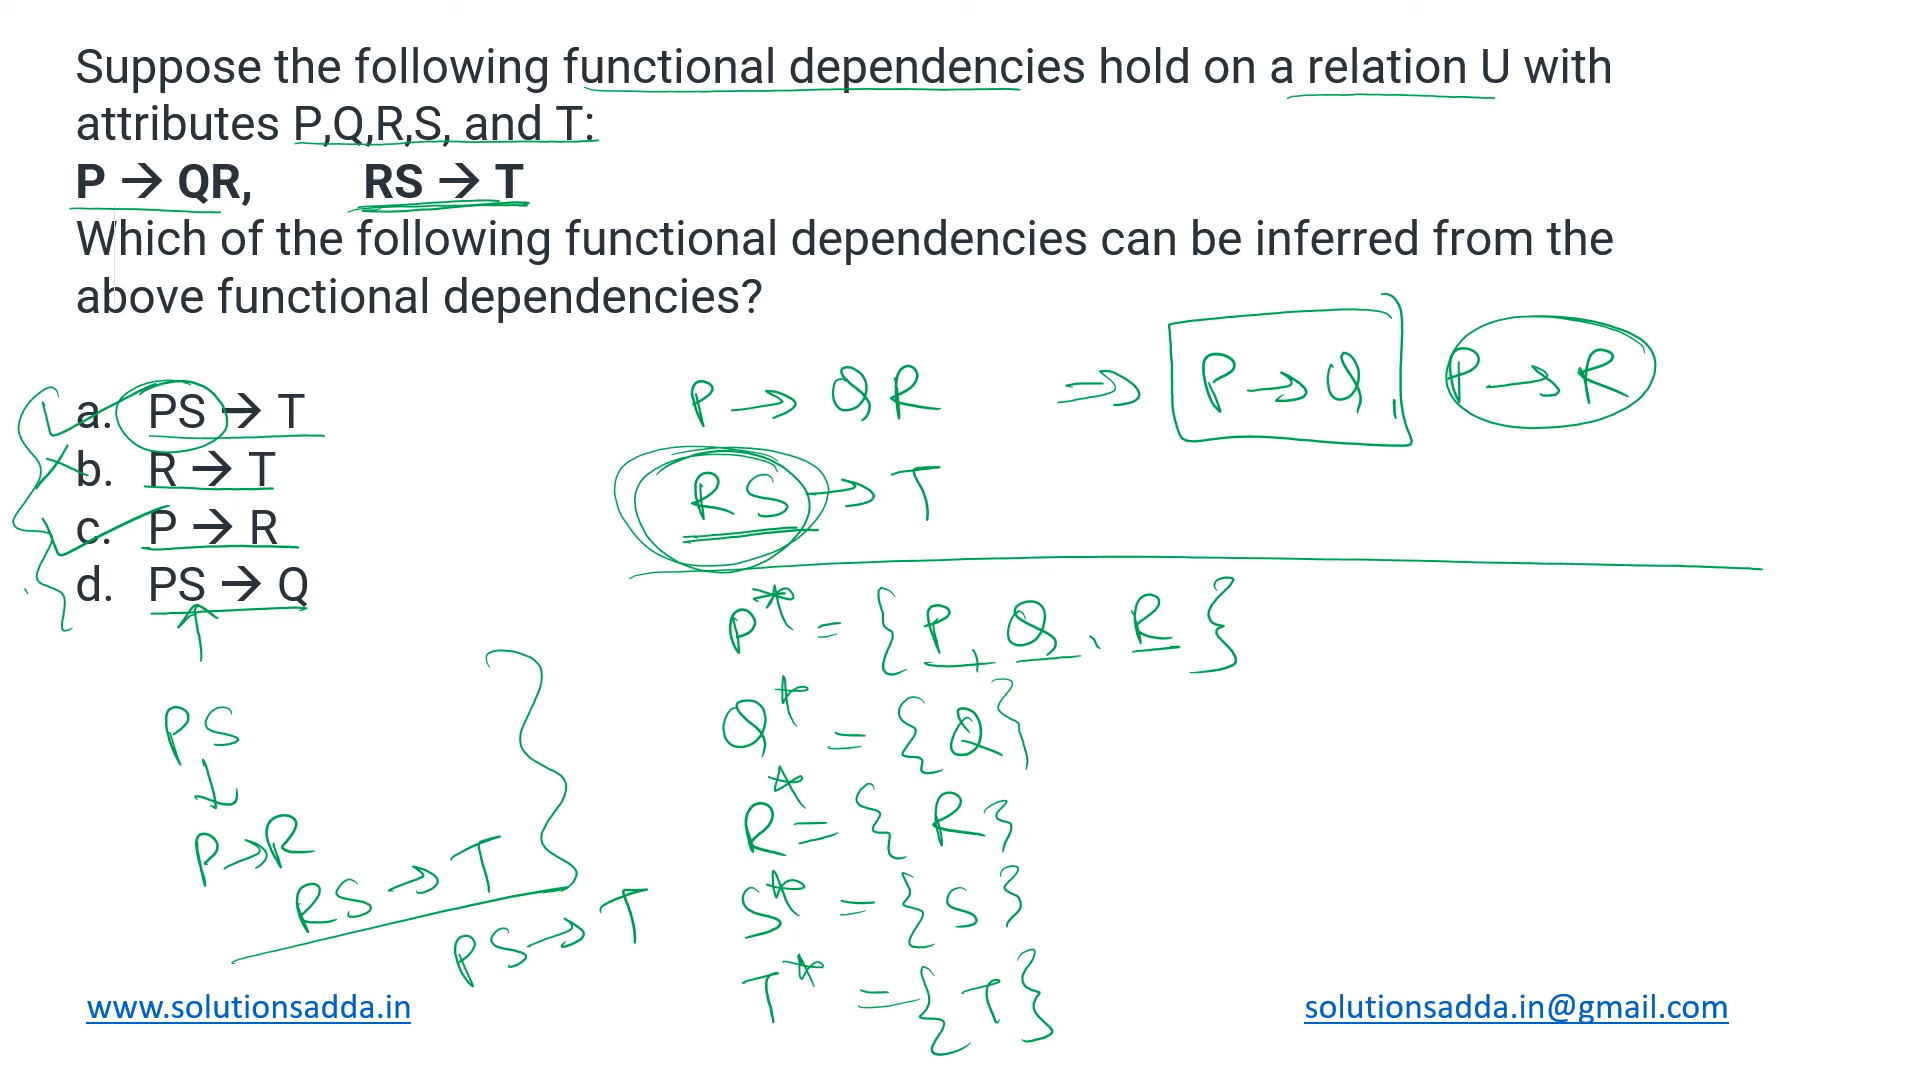 Suppose the following functional dependencies hold on a relation U with
attributes P,Q,R,S, and T:
P → QR, RS → T
Which of the following functional dependencies can be inferred from the
above functional dependencies?
a. PS → T
b. R → T
c. P → R
d. PS → Q
P → QR ⇒ P → Q, P → R
RS → T
P* = {P, Q, R}
Q* = {Q}
R* = {R}
S* = {S}
T* = {T}
PS
↓
P → R
RS → T
PS → T
www.solutionsadda.in
solutionsadda.in@gmail.com